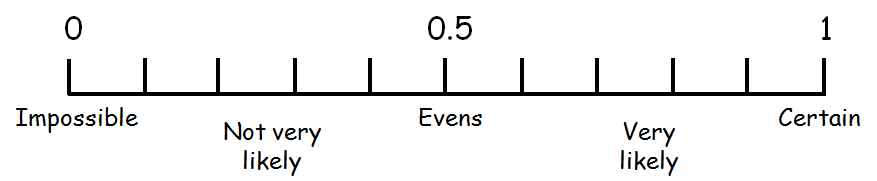 0 0.5 1
Impossible Evens Certain
Not very Very
likely likely